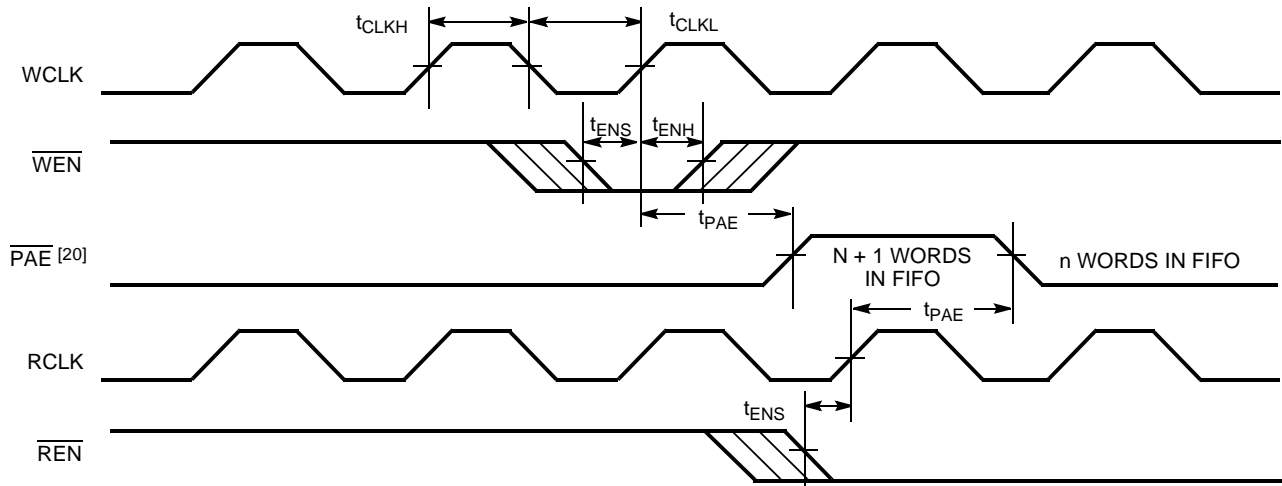 tCLKH
tCLKL
WCLK
tENS
tENH
WEN
tPAE
PAE [20]
N + 1 WORDS
IN FIFO
n WORDS IN FIFO
tPAE
RCLK
tENS
REN